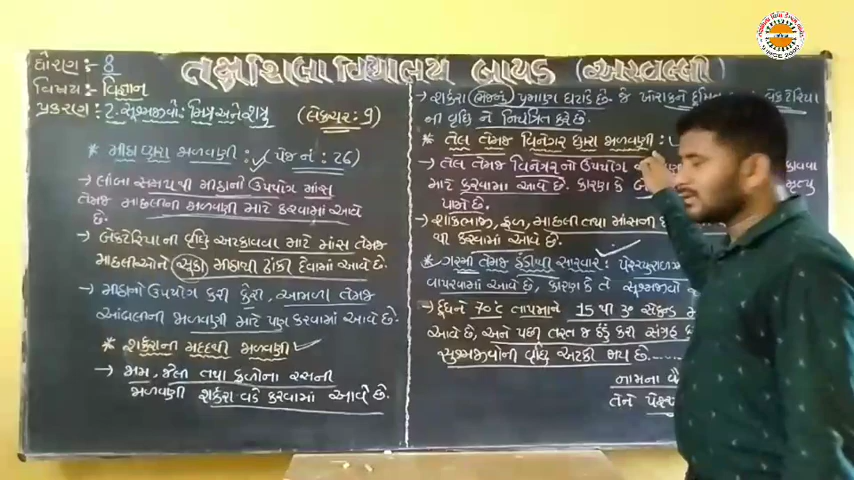 તક્ષશિલા વિદ્યાલય બાયડ (અરવલ્લી)
ધોરણ:- 8
વિષય:- વિજ્ઞાન
પ્રકરણ:- 2. સૂક્ષ્મજીવો: મિત્ર અને શત્રુ (લેકચર: 9)
* મીઠા દ્વારા જાળવણી :- (પેજ નં: 26)
→ લાંબા સમયથી મીઠાનો ઉપયોગ માંસ
તેમજ માછલીની જાળવણી માટે કરવામાં આવે
છે.
→ બેક્ટેરિયાની વૃદ્ધિ અટકાવવા માટે માંસ તેમજ
માછલીઓને સૂકા મીઠાથી ઢાંકી દેવામાં આવે છે.
→ મીઠાનો ઉપયોગ કરી કેરી, આમળા તેમજ
આંબલીની જાળવણી માટે પણ કરવામાં આવે છે.
* શર્કરાની મદદથી જાળવણી
→ જામ, જેલી તથા ફળોના રસની
જાળવણી શર્કરા વડે કરવામાં આવે છે.
→ શર્કરા ભેજનું પ્રમાણ ઘટાડે છે. જે ખોરાકને દૂષિત બેક્ટેરિયા
ની વૃદ્ધિ ને નિયંત્રિત કરે છે.
* તેલ તેમજ વિનેગર દ્વારા જાળવણી :
→ તેલ તેમજ વિનેગરનો ઉપયોગ
માટે કરવામાં આવે છે. કારણ કે મૃત્યુ
પામે છે.
→ શાકભાજી, ફળ, માછલી તથા માંસની
થી કરવામાં આવે છે.
* ગરમી તેમજ ઠંડીથી સારવાર :
વાપરવામાં આવે છે, કારણ કે તે સૂક્ષ્મજીવો
→ દૂધને 70°c તાપમાને 15 થી 30 સેકન્ડ
આવે છે, અને પછી તરત જ ઠંડું કરી સંગ્રહ
સૂક્ષ્મજીવોની વૃદ્ધિ અટકી જાય છે......
નામના વૈ
તેને પેશ્ચ